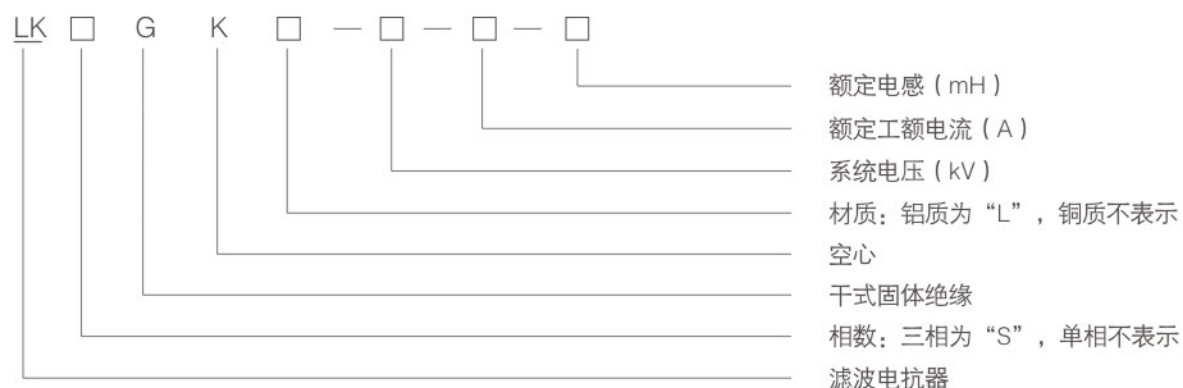 LK □ G K □ — □ — □ — □
额定电感（mH）
额定工额电流（A）
系统电压（kV）
材质：铝质为“L”，铜质不表示
空心
干式固体绝缘
相数：三相为“S”，单相不表示
滤波电抗器